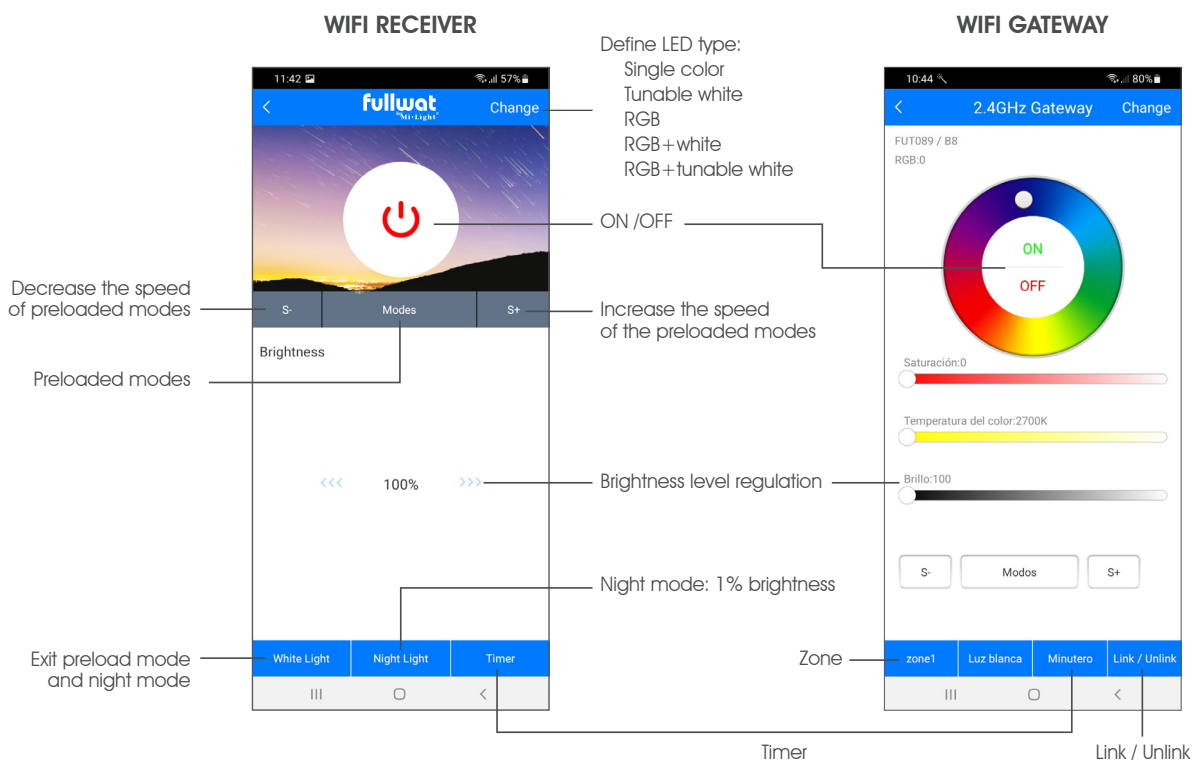 WIFI RECEIVER
WIFI GATEWAY
Define LED type:
Single color
Tunable white
RGB
RGB+white
RGB+tunable white
11:42
57%
fullwat
by Mi·Light
Change
10:44
80%
2.4GHz Gateway
Change
FUT089 / B8
RGB:0
ON /OFF
ON
OFF
Decrease the speed
of preloaded modes
S-
Modes
S+
Increase the speed
of the preloaded modes
Brightness
Preloaded modes
Saturación:0
Temperatura del color:2700K
100%
Brightness level regulation
Brillo:100
S-
Modos
S+
Night mode: 1% brightness
Exit preload mode
and night mode
White Light
Night Light
Timer
Zone
zone1
Luz blanca
Minutero
Link / Unlink
Timer
Link / Unlink